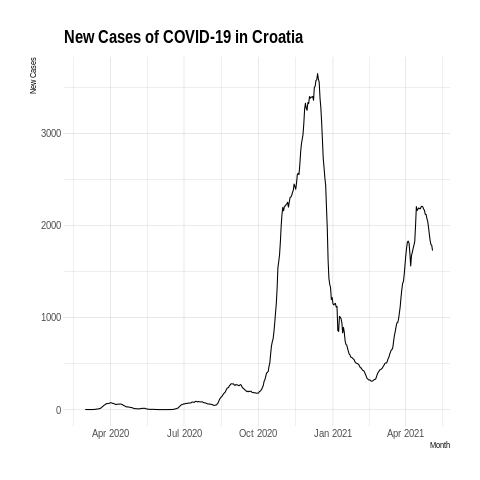 New Cases of COVID-19 in Croatia
New Cases
3000
2000
1000
0
Apr 2020 Jul 2020 Oct 2020 Jan 2021 Apr 2021
Month